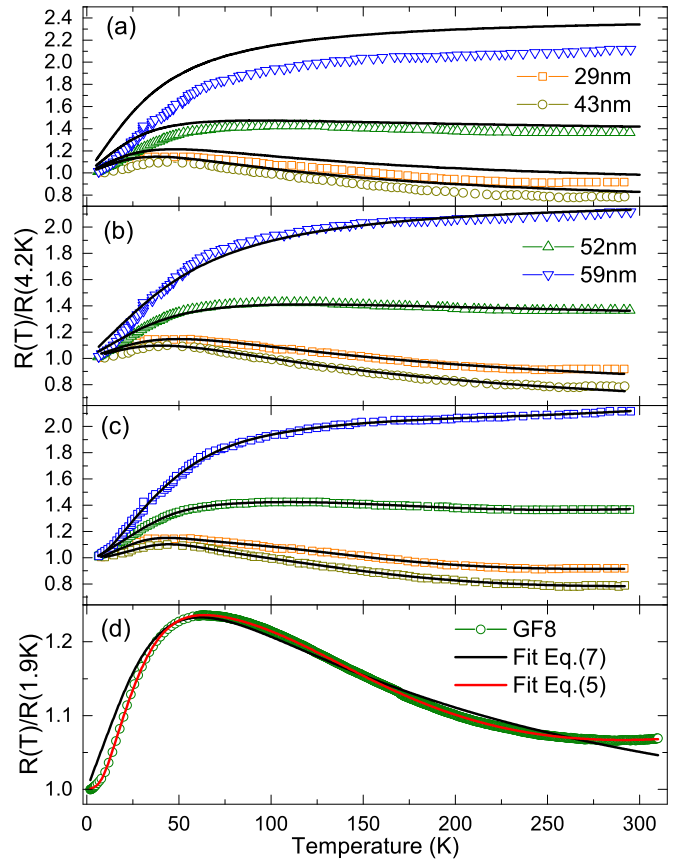 (a)
2.4
2.2
2.0
1.8
1.6
1.4
1.2
1.0
0.8
29nm
43nm
(b)
2.0
1.8
1.6
1.4
1.2
1.0
0.8
52nm
59nm
R(T)/R(4.2K)
(c)
2.0
1.8
1.6
1.4
1.2
1.0
0.8
(d)
1.2
1.1
1.0
GF8
Fit Eq.(7)
Fit Eq.(5)
R(T)/R(1.9K)
0 50 100 150 200 250 300
Temperature (K)